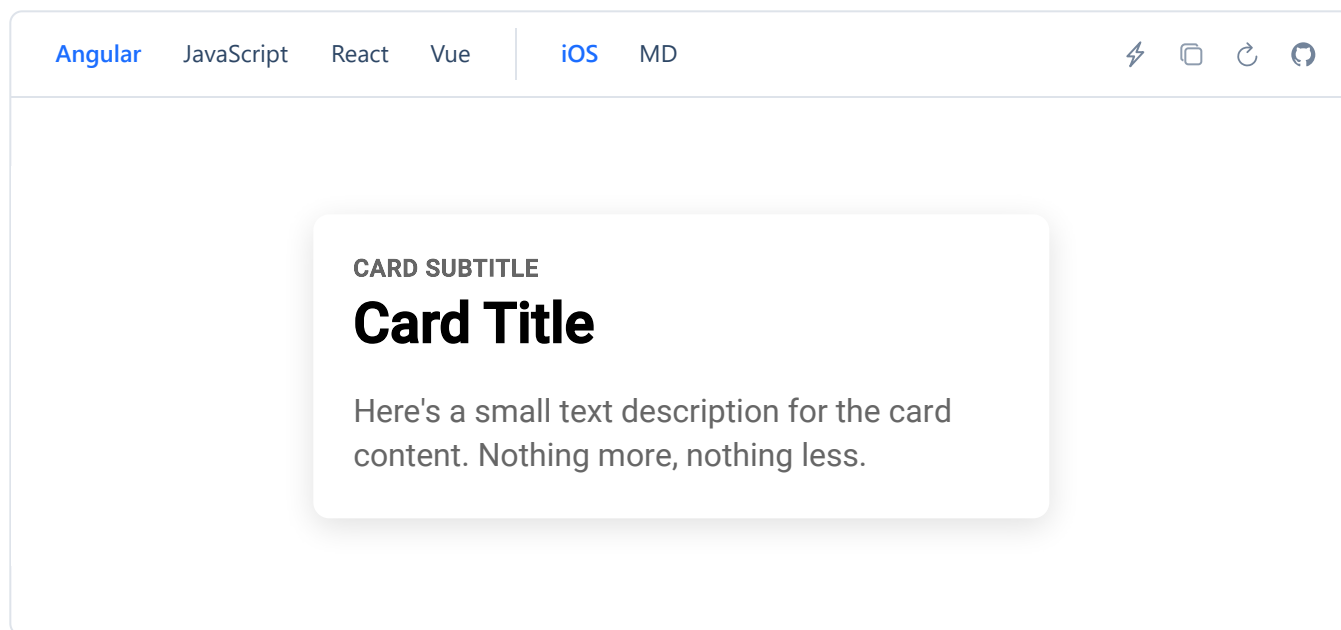 Angular JavaScript React Vue iOS MD
CARD SUBTITLE
Card Title
Here's a small text description for the card
content. Nothing more, nothing less.